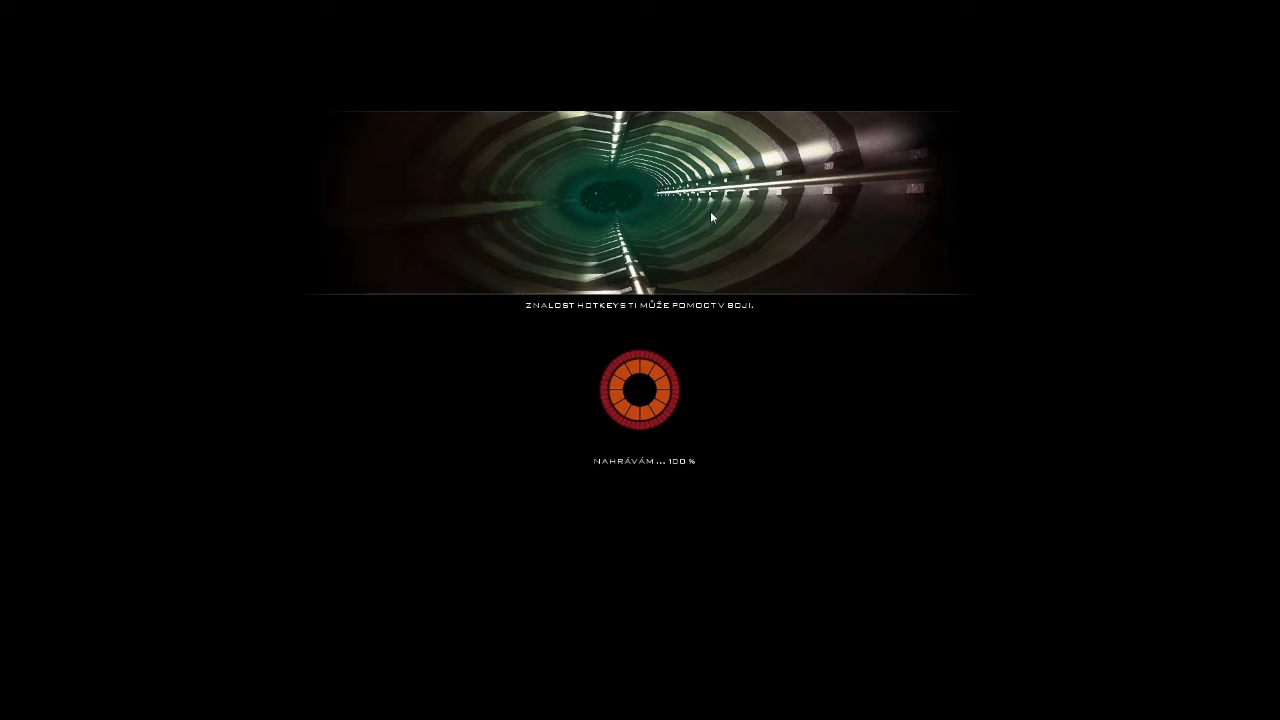 ZNALOST HOTKEYS TI MŮŽE POMOCT V BOJI.
NAHRÁVÁM ... 100 %